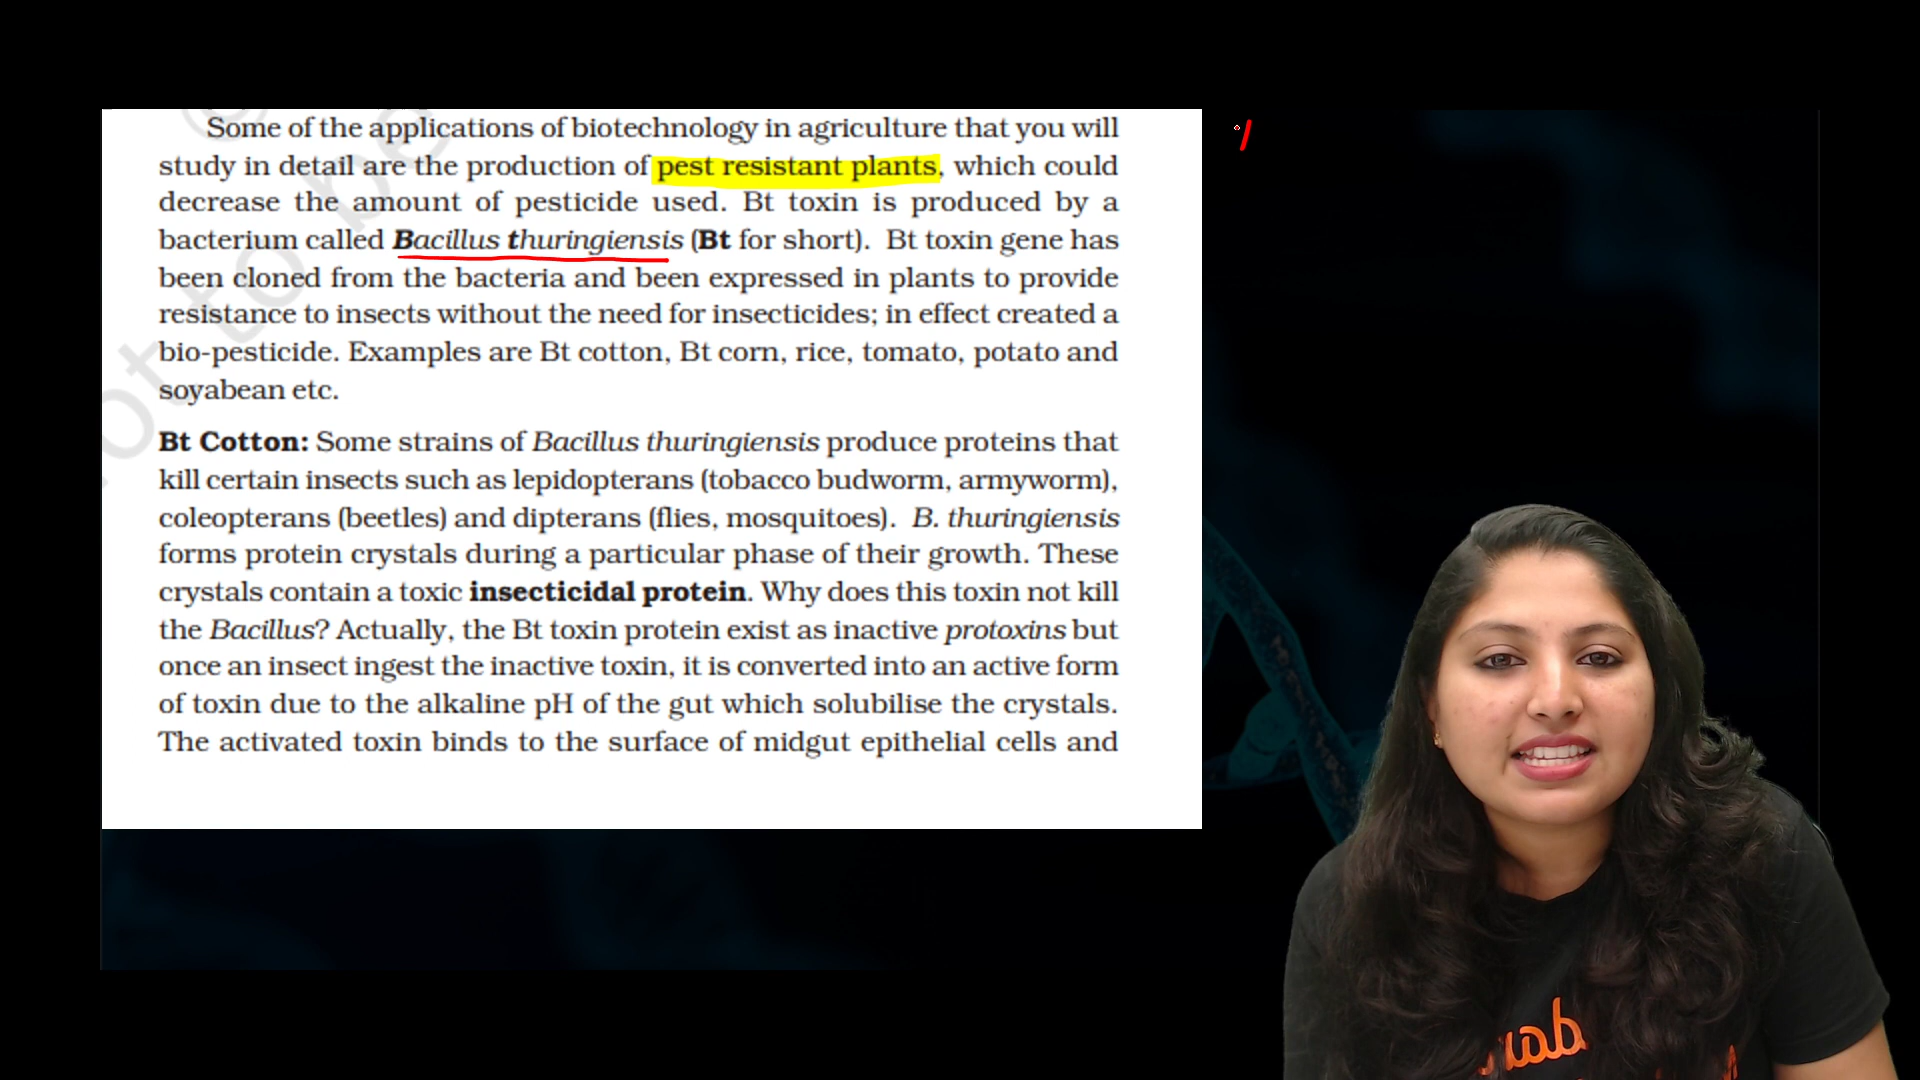 Some of the applications of biotechnology in agriculture that you will
study in detail are the production of pest resistant plants, which could
decrease the amount of pesticide used. Bt toxin is produced by a
bacterium called Bacillus thuringiensis (Bt for short). Bt toxin gene has
been cloned from the bacteria and been expressed in plants to provide
resistance to insects without the need for insecticides; in effect created a
bio-pesticide. Examples are Bt cotton, Bt corn, rice, tomato, potato and
soyabean etc.
Bt Cotton: Some strains of Bacillus thuringiensis produce proteins that
kill certain insects such as lepidopterans (tobacco budworm, armyworm),
coleopterans (beetles) and dipterans (flies, mosquitoes). B. thuringiensis
forms protein crystals during a particular phase of their growth. These
crystals contain a toxic insecticidal protein. Why does this toxin not kill
the Bacillus? Actually, the Bt toxin protein exist as inactive protoxins but
once an insect ingest the inactive toxin, it is converted into an active form
of toxin due to the alkaline pH of the gut which solubilise the crystals.
The activated toxin binds to the surface of midgut epithelial cells and
not to be